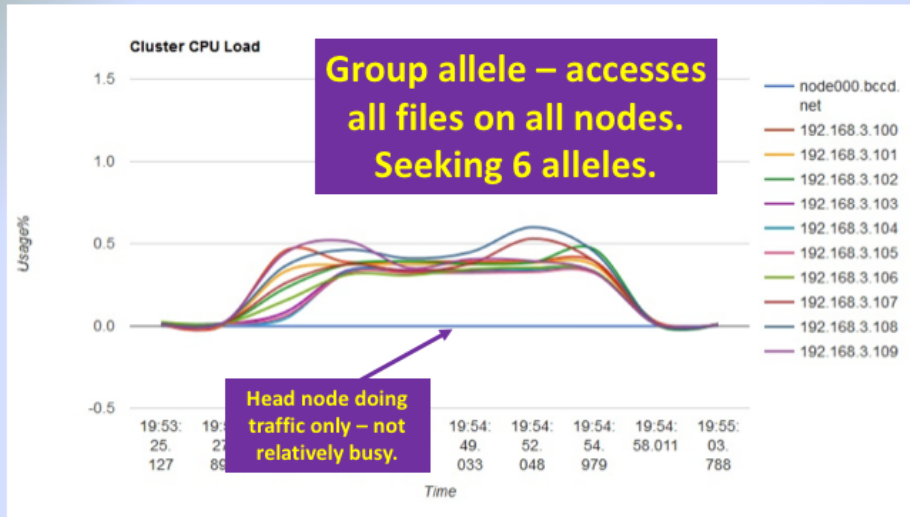 Cluster CPU Load
Group allele – accesses
all files on all nodes.
Seeking 6 alleles.
1.5
1.0
0.5
0.0
-0.5
Usage%
node000.bccd.
net
192.168.3.100
192.168.3.101
192.168.3.102
192.168.3.103
192.168.3.104
192.168.3.105
192.168.3.106
192.168.3.107
192.168.3.108
192.168.3.109
Head node doing
traffic only – not
relatively busy.
19:53:
25.
127
19:54:
49.
033
19:54:
52.
048
19:54:
54.
979
19:54:
58.011
19:55:
03.
788
Time